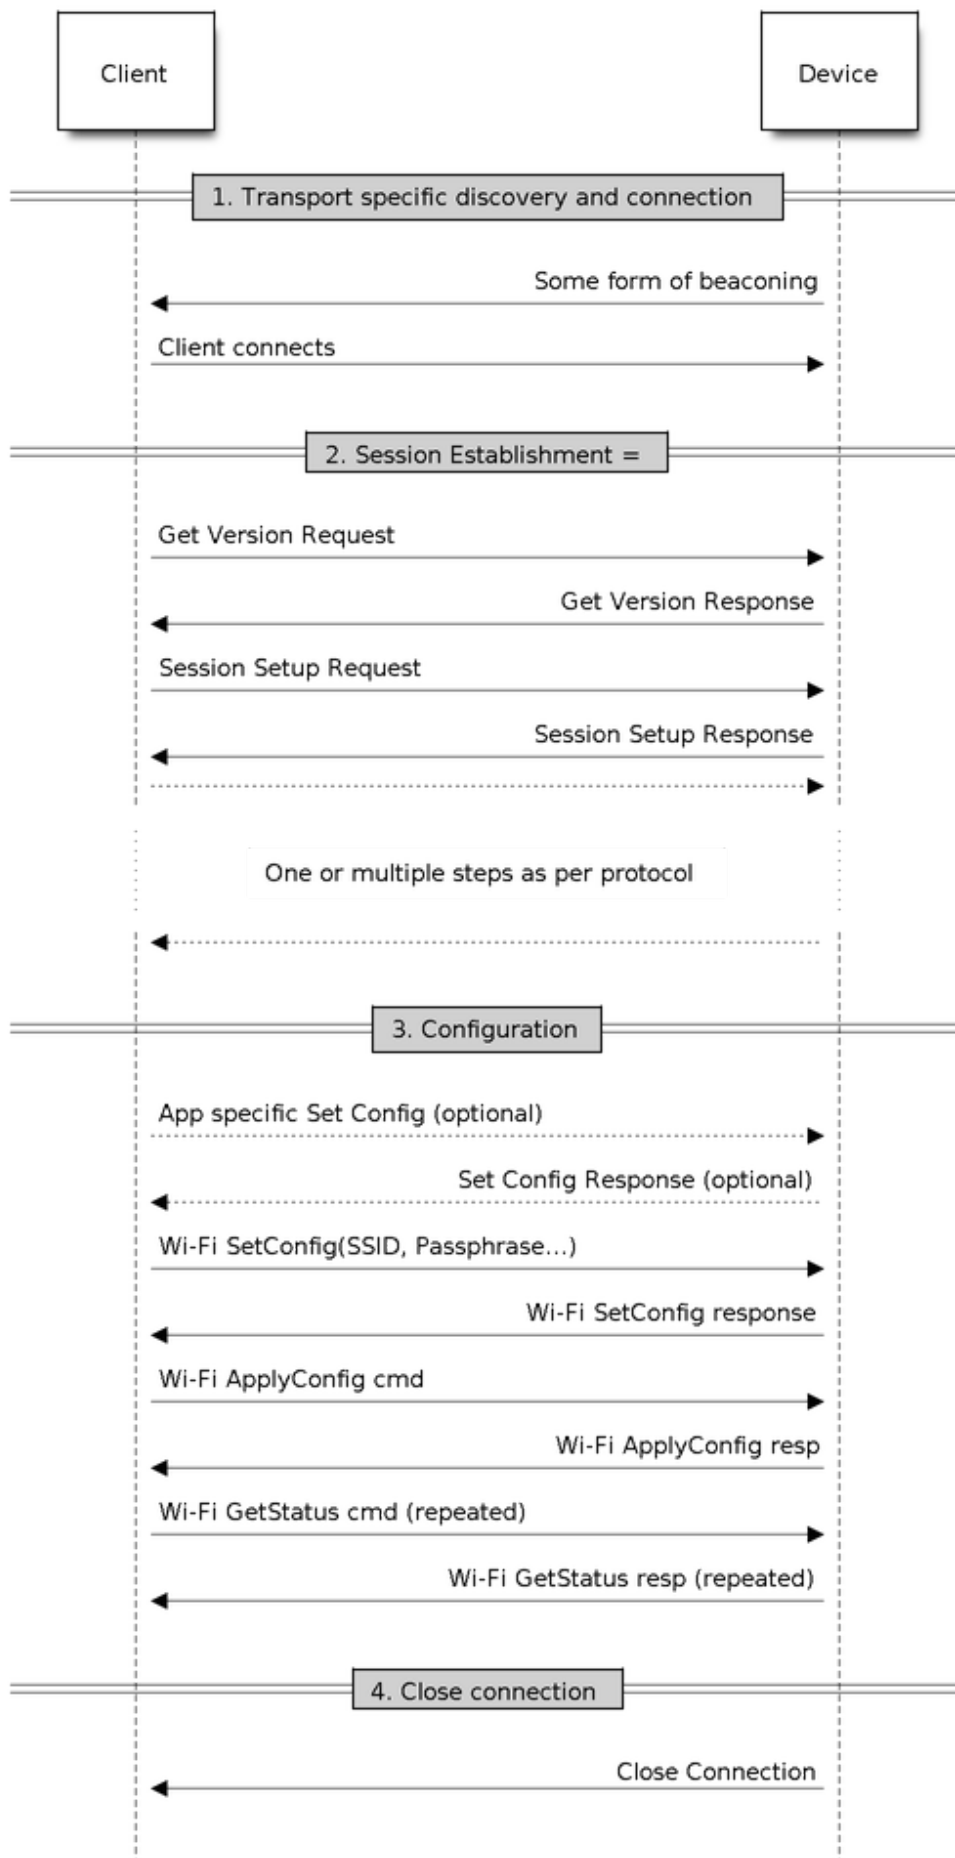 Client
Device
1. Transport specific discovery and connection
Some form of beaconing
Client connects
2. Session Establishment =
Get Version Request
Get Version Response
Session Setup Request
Session Setup Response
One or multiple steps as per protocol
3. Configuration
App specific Set Config (optional)
Set Config Response (optional)
Wi-Fi SetConfig(SSID, Passphrase...)
Wi-Fi SetConfig response
Wi-Fi ApplyConfig cmd
Wi-Fi ApplyConfig resp
Wi-Fi GetStatus cmd (repeated)
Wi-Fi GetStatus resp (repeated)
4. Close connection
Close Connection